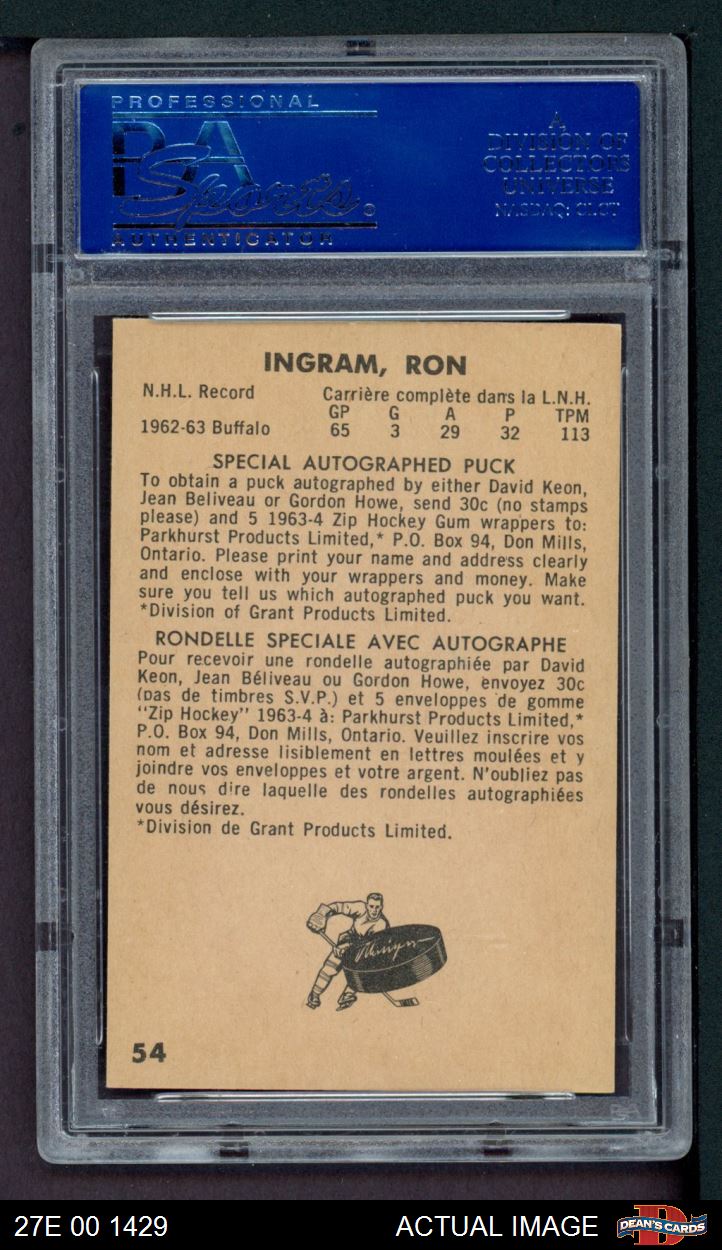 PROFESSIONAL
PSA
Sports
AUTHENTICATOR
A
DIVISION OF
COLLECTORS
UNIVERSE
NASDAQ: CLCT
INGRAM, RON
N.H.L. Record Carrière complète dans la L.N.H.
GP G A P TPM
1962-63 Buffalo 65 3 29 32 113
SPECIAL AUTOGRAPHED PUCK
To obtain a puck autographed by either David Keon,
Jean Beliveau or Gordon Howe, send 30c (no stamps
please) and 5 1963-4 Zip Hockey Gum wrappers to:
Parkhurst Products Limited,* P.O. Box 94, Don Mills,
Ontario. Please print your name and address clearly
and enclose with your wrappers and money. Make
sure you tell us which autographed puck you want.
*Division of Grant Products Limited.
RONDELLE SPECIALE AVEC AUTOGRAPHE
Pour recevoir une rondelle autographiée par David
Keon, Jean Béliveau ou Gordon Howe, envoyez 30c
(pas de timbres S.V.P.) et 5 enveloppes de gomme
"Zip Hockey" 1963-4 à: Parkhurst Products Limited,*
P.O. Box 94, Don Mills, Ontario. Veuillez inscrire vos
nom et adresse lisiblement en lettres moulées et y
joindre vos enveloppes et votre argent. N'oubliez pas
de nous dire laquelle des rondelles autographiées
vous désirez.
*Division de Grant Products Limited.
54
27E 00 1429 ACTUAL IMAGE DEAN'S CARDS